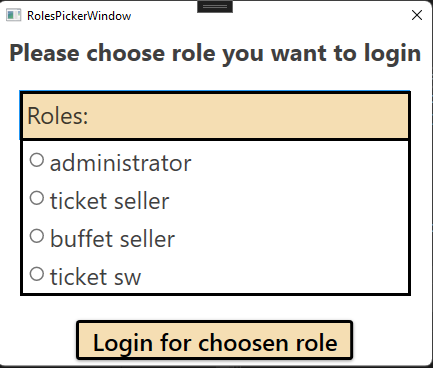 RolesPickerWindow
Please choose role you want to login
Roles:
administrator
ticket seller
buffet seller
ticket sw
Login for choosen role